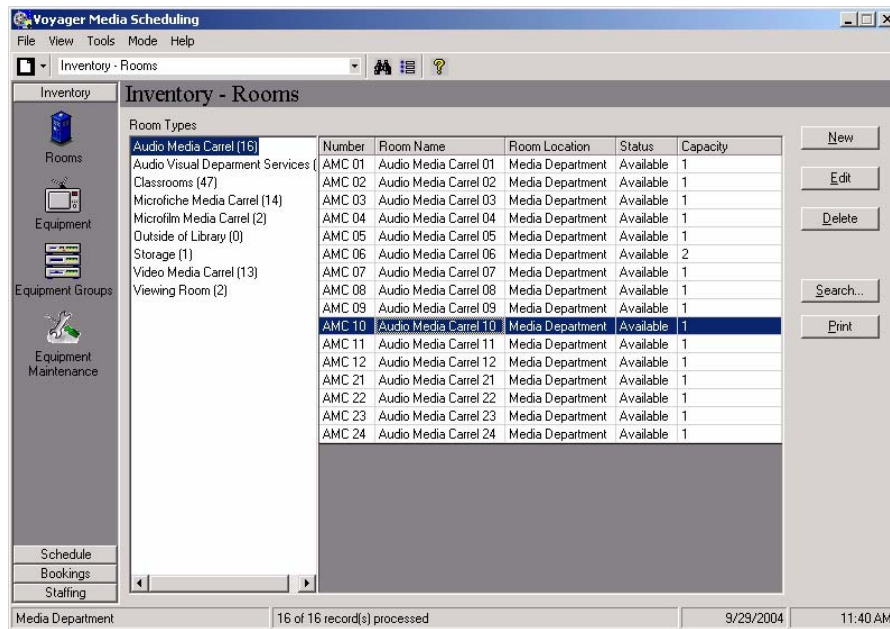 Voyager Media Scheduling
File View Tools Mode Help
Inventory - Rooms
Inventory
Inventory - Rooms
Rooms
Equipment
Equipment Groups
Equipment
Maintenance
Schedule
Bookings
Staffing
Room Types
Audio Media Carrel (16)
Audio Visual Deparment Services (
Classrooms (47)
Microfiche Media Carrel (14)
Microfilm Media Carrel (2)
Outside of Library (0)
Storage (1)
Video Media Carrel (13)
Viewing Room (2)
Number Room Name Room Location Status Capacity
AMC 01 Audio Media Carrel 01 Media Department Available 1
AMC 02 Audio Media Carrel 02 Media Department Available 1
AMC 03 Audio Media Carrel 03 Media Department Available 1
AMC 04 Audio Media Carrel 04 Media Department Available 1
AMC 05 Audio Media Carrel 05 Media Department Available 1
AMC 06 Audio Media Carrel 06 Media Department Available 2
AMC 07 Audio Media Carrel 07 Media Department Available 1
AMC 08 Audio Media Carrel 08 Media Department Available 1
AMC 09 Audio Media Carrel 09 Media Department Available 1
AMC 10 Audio Media Carrel 10 Media Department Available 1
AMC 11 Audio Media Carrel 11 Media Department Available 1
AMC 12 Audio Media Carrel 12 Media Department Available 1
AMC 21 Audio Media Carrel 21 Media Department Available 1
AMC 22 Audio Media Carrel 22 Media Department Available 1
AMC 23 Audio Media Carrel 23 Media Department Available 1
AMC 24 Audio Media Carrel 24 Media Department Available 1
New
Edit
Delete
Search...
Print
Media Department 16 of 16 record(s) processed 9/29/2004 11:40 AM